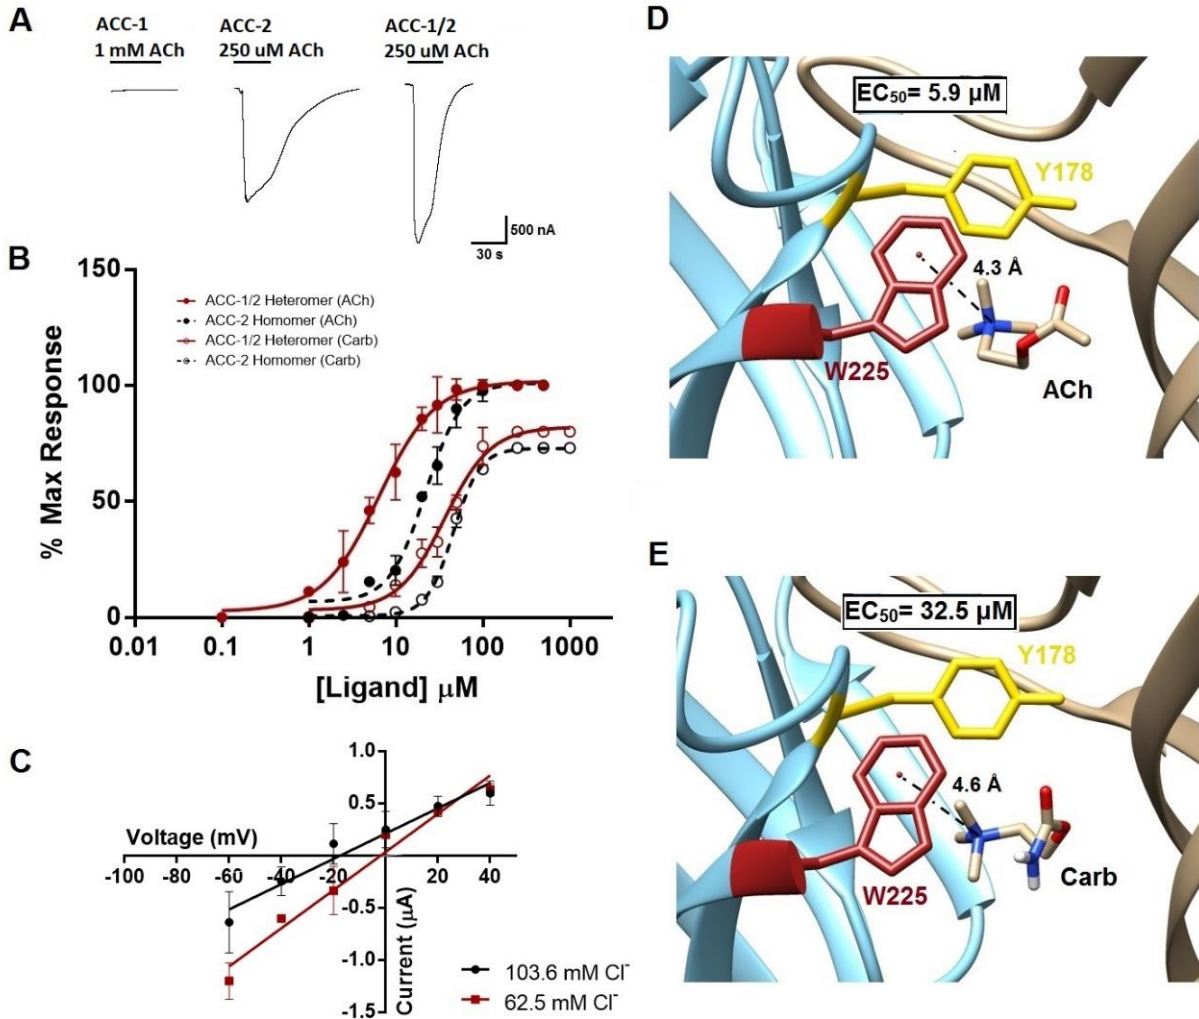 A
ACC-1
1 mM ACh
ACC-2
250 uM ACh
ACC-1/2
250 uM ACh
500 nA
30 s
B
150
100
50
0
% Max Response
ACC-1/2 Heteromer (ACh)
ACC-2 Homomer (ACh)
ACC-1/2 Heteromer (Carb)
ACC-2 Homomer (Carb)
0.01 0.1 1 10 100 1000
[Ligand] μM
C
1.0
0.5
-0.5
-1.0
-1.5
Voltage (mV)
-100 -80 -60 -40 -20 20 40
Current (μA)
103.6 mM Cl⁻
62.5 mM Cl⁻
D
EC₅₀= 5.9 μM
Y178
4.3 Å
W225
ACh
E
EC₅₀= 32.5 μM
Y178
4.6 Å
W225
Carb